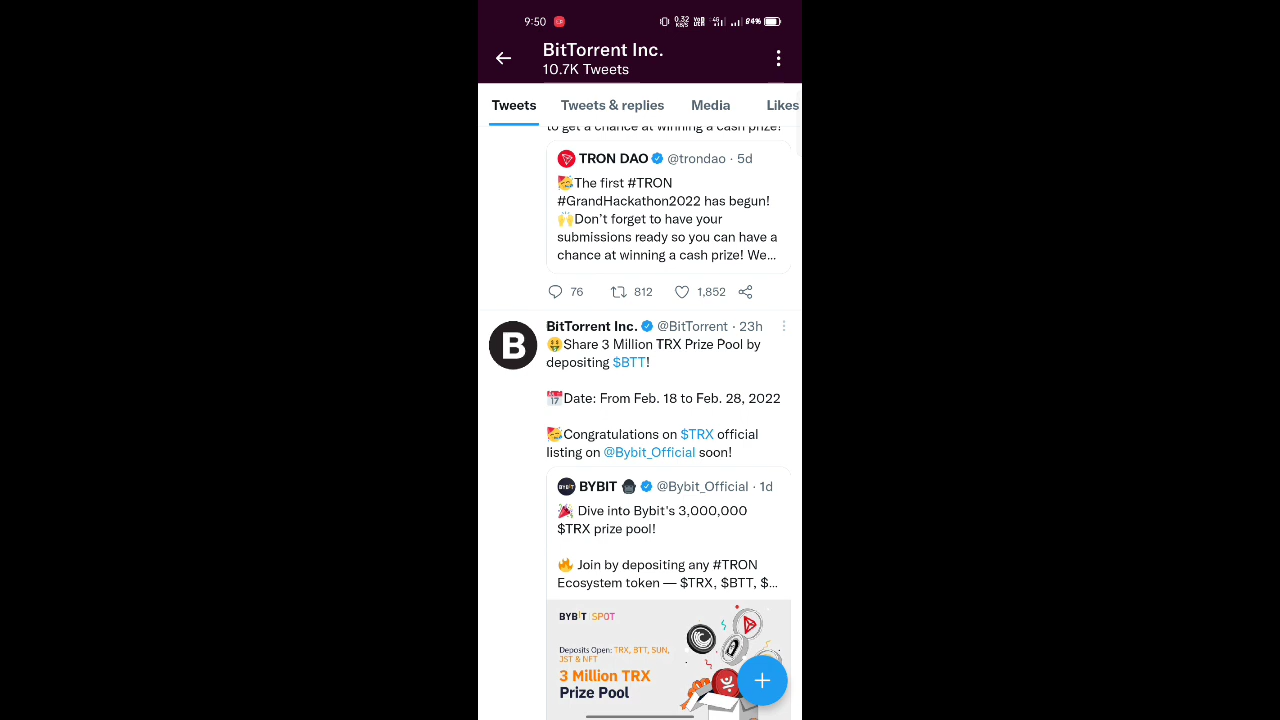 9:50
0.32 KB/S
4G
84%
BitTorrent Inc.
10.7K Tweets
Tweets
Tweets & replies
Media
Likes
to get a chance at winning a cash prize!
TRON DAO @trondao · 5d
🥳The first #TRON
#GrandHackathon2022 has begun!
🙌Don't forget to have your
submissions ready so you can have a
chance at winning a cash prize! We...
76
812
1,852
B
BitTorrent Inc. @BitTorrent · 23h
🤑Share 3 Million TRX Prize Pool by
depositing $BTT!
📅Date: From Feb. 18 to Feb. 28, 2022
🥳Congratulations on $TRX official
listing on @Bybit_Official soon!
BYBIT @Bybit_Official · 1d
🎉 Dive into Bybit's 3,000,000
$TRX prize pool!
🔥 Join by depositing any #TRON
Ecosystem token — $TRX, $BTT, $...
BYBIT SPOT
Deposits Open: TRX, BTT, SUN,
JST & NFT
3 Million TRX
Prize Pool